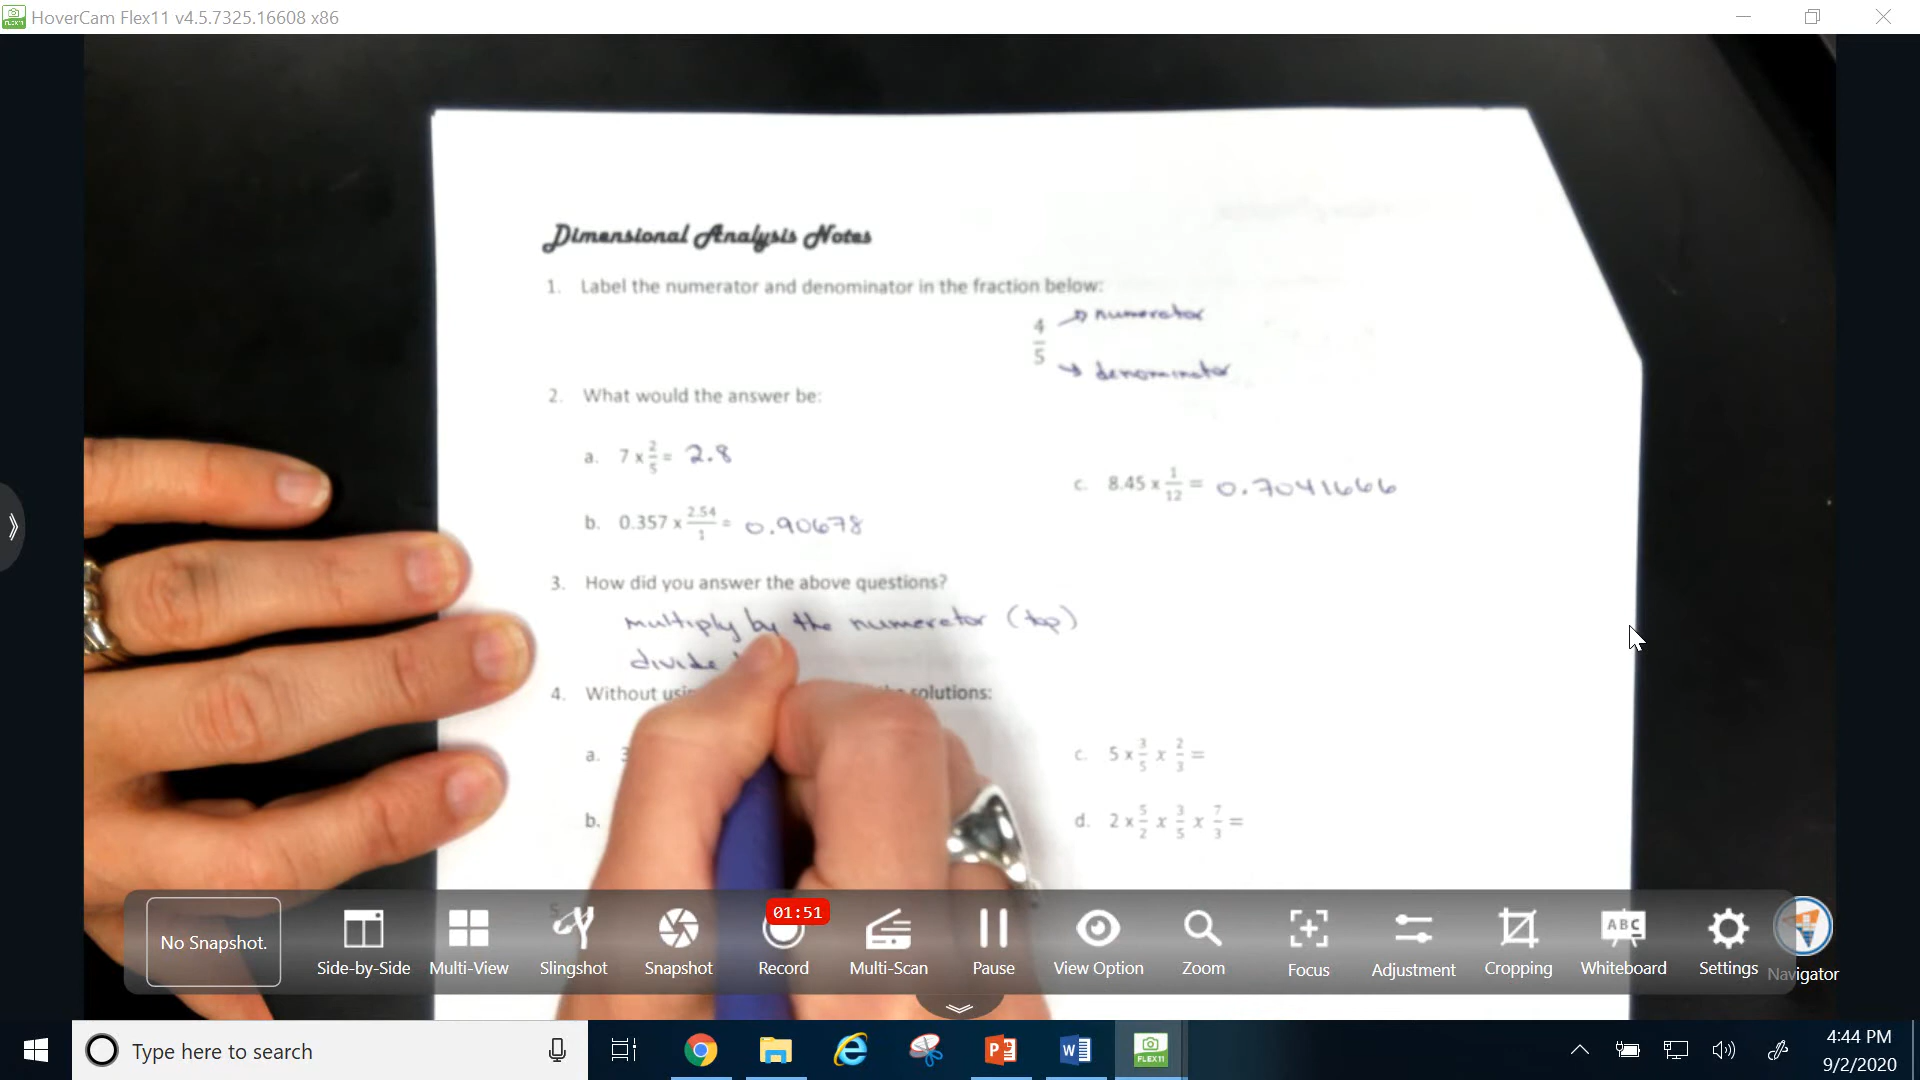 HoverCam Flex11 v4.5.7325.16608 x86
Dimensional Analysis Notes
1. Label the numerator and denominator in the fraction below:
4/5 → numerator
→ denominator
2. What would the answer be:
a. 7 x 2/5 = 2.8
c. 8.45 x 1/12 = 0.7041666
b. 0.357 x 2.54/1 = 0.90678
3. How did you answer the above questions?
multiply by the numerator (top)
divide
4. Without solutions:
a. 3
c. 5 x 3/5 x 2/3 =
b.
d. 2 x 5/2 x 3/5 x 7/3 =
01:51
No Snapshot.
Side-by-Side Multi-View Slingshot Snapshot Record Multi-Scan Pause View Option Zoom Focus Adjustment Cropping Whiteboard Settings Navigator
ABC
Type here to search
FLEX11
4:44 PM
9/2/2020